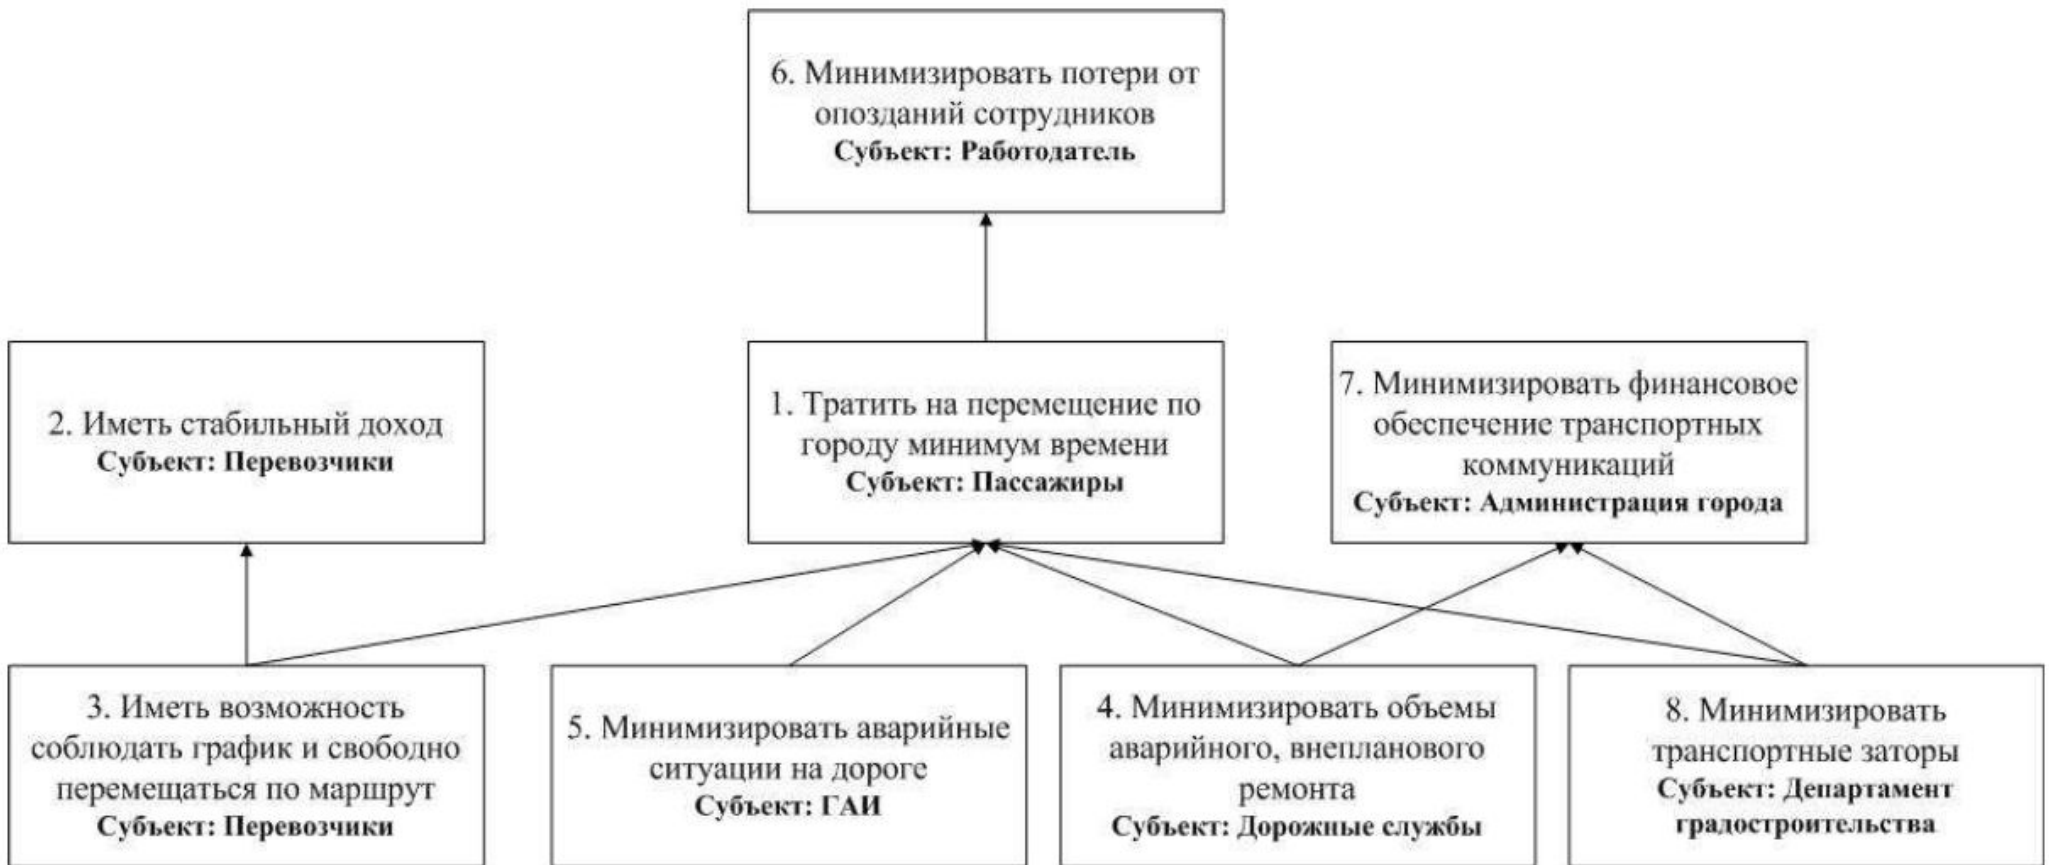 6. Минимизировать потери от
опозданий сотрудников
Субъект: Работодатель
2. Иметь стабильный доход
Субъект: Перевозчики
1. Тратить на перемещение по
городу минимум времени
Субъект: Пассажиры
7. Минимизировать финансовое
обеспечение транспортных
коммуникаций
Субъект: Администрация города
3. Иметь возможность
соблюдать график и свободно
перемещаться по маршрут
Субъект: Перевозчики
5. Минимизировать аварийные
ситуации на дороге
Субъект: ГАИ
4. Минимизировать объемы
аварийного, внепланового
ремонта
Субъект: Дорожные службы
8. Минимизировать
транспортные заторы
Субъект: Департамент
градостроительства